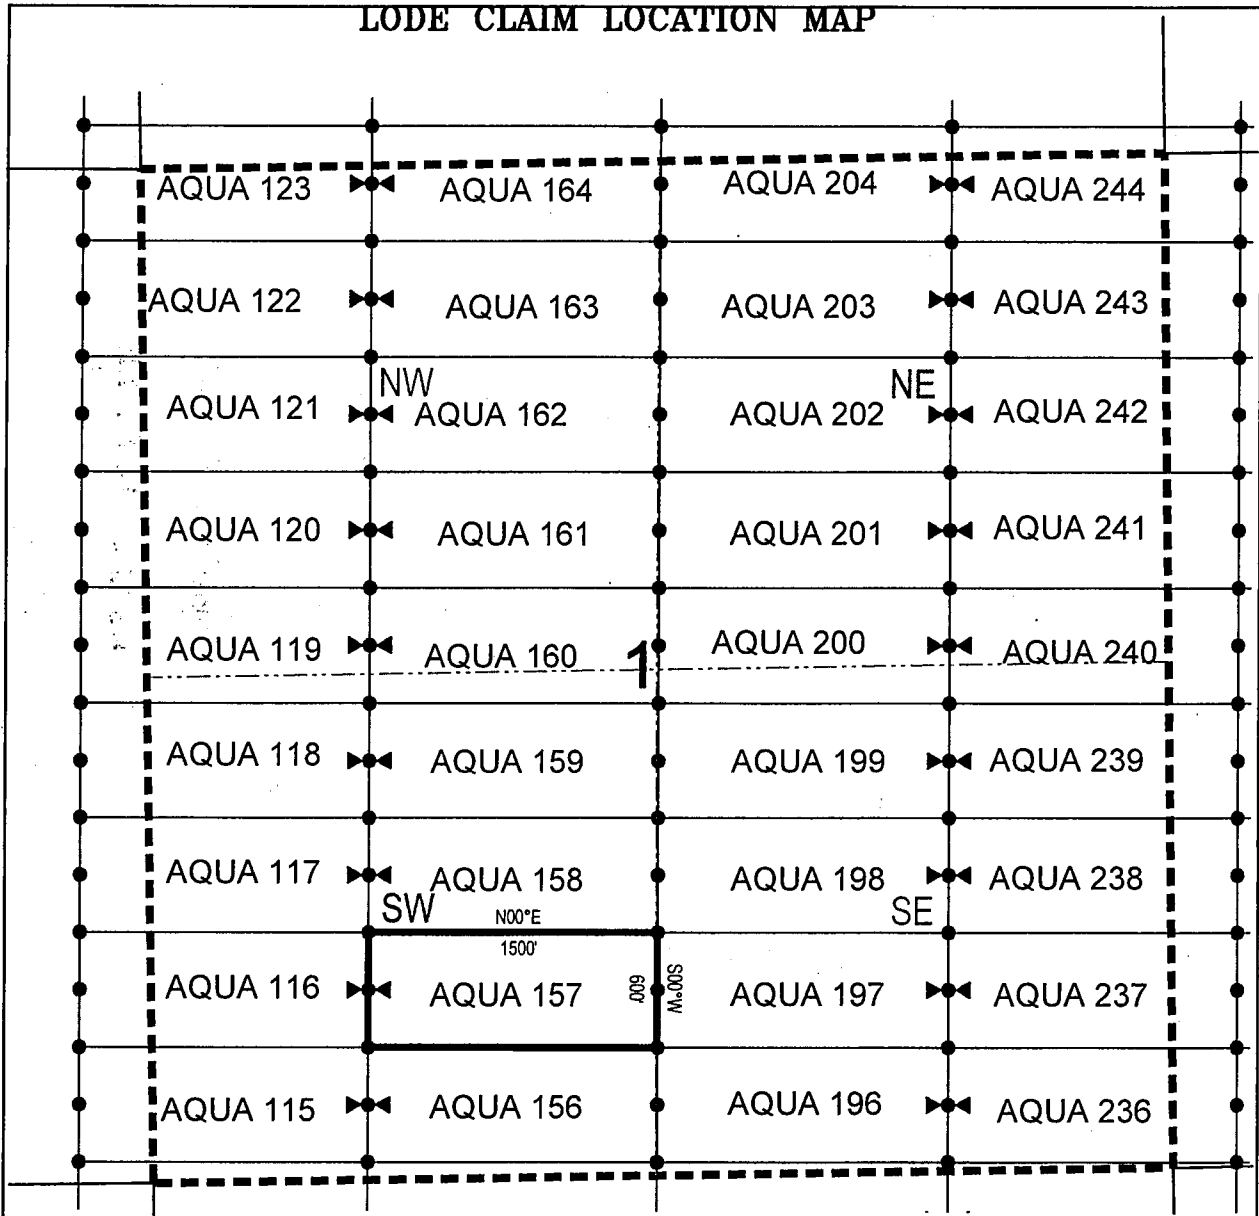 LODE CLAIM LOCATION MAP
AQUA 123 AQUA 164 AQUA 204 AQUA 244
AQUA 122 AQUA 163 AQUA 203 AQUA 243
NW NE
AQUA 121 AQUA 162 AQUA 202 AQUA 242
AQUA 120 AQUA 161 AQUA 201 AQUA 241
AQUA 119 AQUA 160 1 AQUA 200 AQUA 240
AQUA 118 AQUA 159 AQUA 199 AQUA 239
AQUA 117 AQUA 158 AQUA 198 AQUA 238
SW N00°E SE
1500'
AQUA 116 AQUA 157 600' S00°W AQUA 197 AQUA 237
AQUA 115 AQUA 156 AQUA 196 AQUA 236